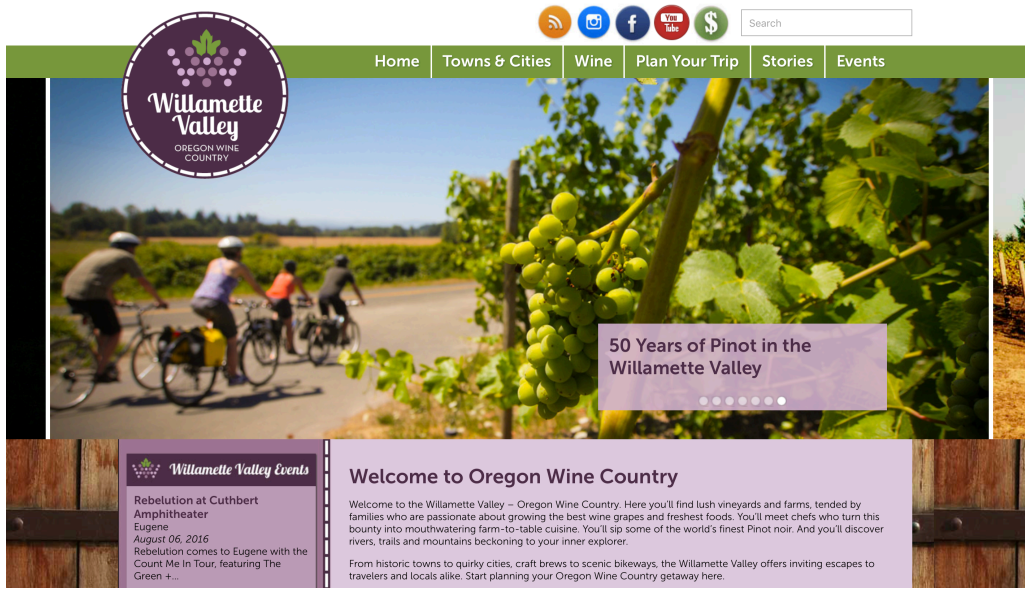 You
Tube
$
Search
Home
Towns & Cities
Wine
Plan Your Trip
Stories
Events
Willamette
Valley
OREGON WINE
COUNTRY
50 Years of Pinot in the
Willamette Valley
Willamette Valley Events
Rebelution at Cuthbert
Amphitheater
Eugene
August 06, 2016
Rebelution comes to Eugene with the
Count Me In Tour, featuring The
Green +...
Welcome to Oregon Wine Country
Welcome to the Willamette Valley – Oregon Wine Country. Here you'll find lush vineyards and farms, tended by
families who are passionate about growing the best wine grapes and freshest foods. You'll meet chefs who turn this
bounty into mouthwatering farm-to-table cuisine. You'll sip some of the world's finest Pinot noir. And you'll discover
rivers, trails and mountains beckoning to your inner explorer.
From historic towns to quirky cities, craft brews to scenic bikeways, the Willamette Valley offers inviting escapes to
travelers and locals alike. Start planning your Oregon Wine Country getaway here.